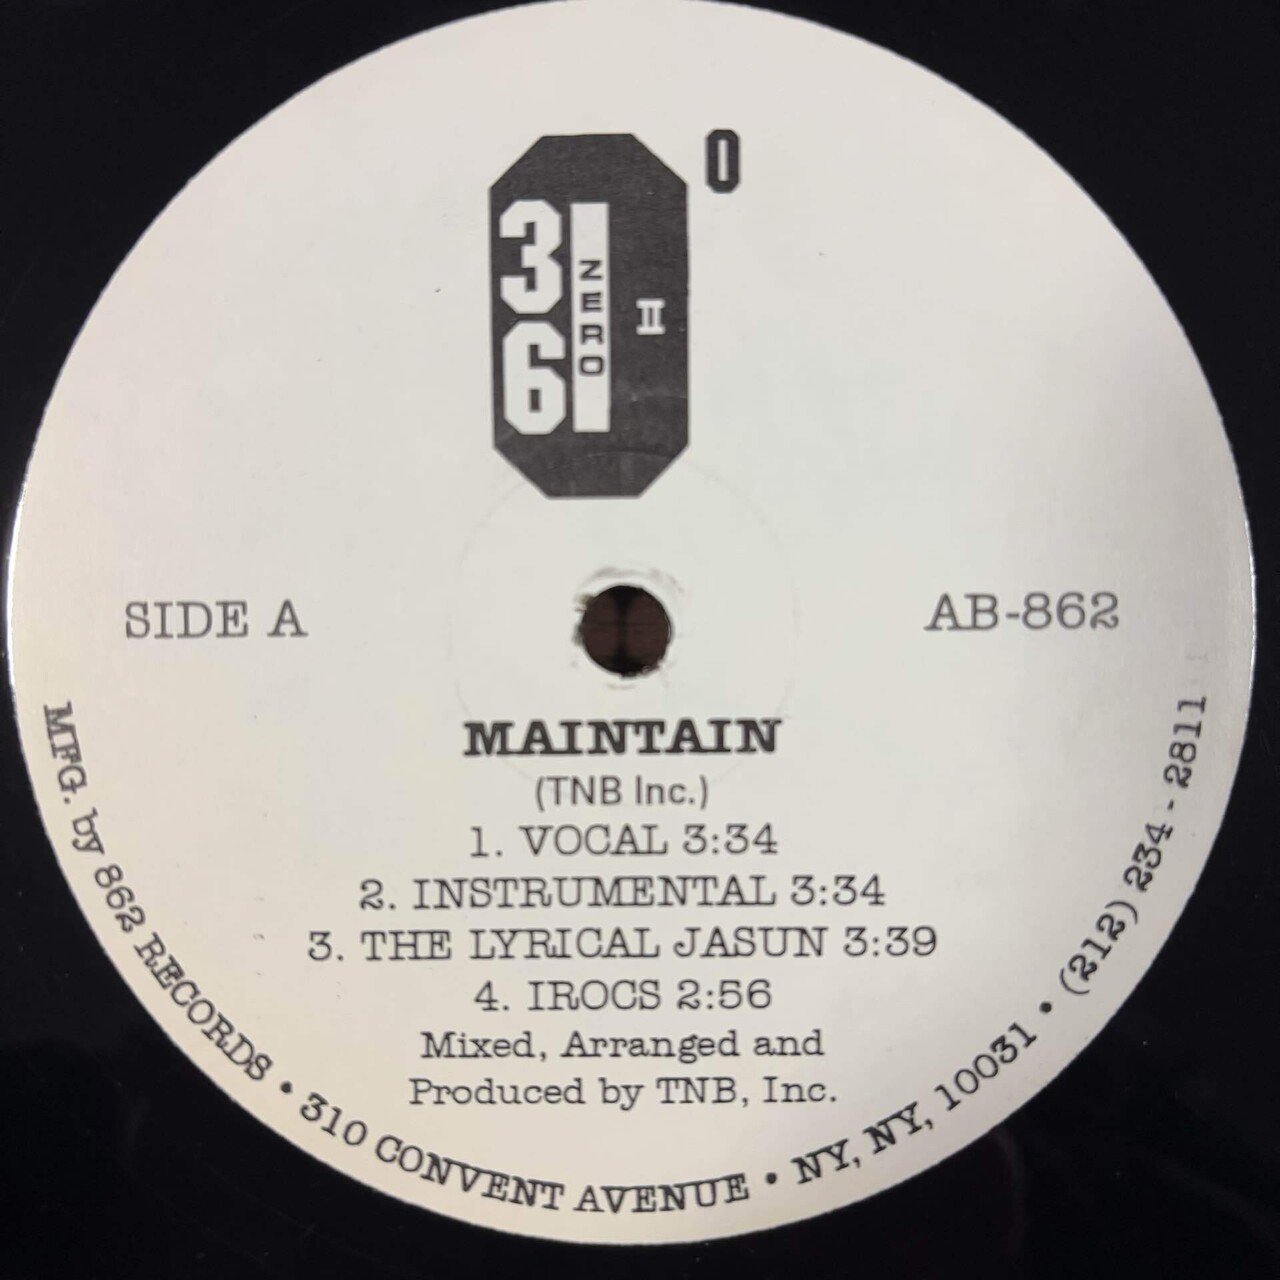 0
3
6
ZERO
II
SIDE A
AB-862
MAINTAIN
(TNB Inc.)
1. VOCAL 3:34
2. INSTRUMENTAL 3:34
3. THE LYRICAL JASUN 3:39
4. IROCS 2:56
Mixed, Arranged and
Produced by TNB, Inc.
MFG. by 862 RECORDS • 310 CONVENT AVENUE • NY, NY, 10031 • (212) 234 - 2811